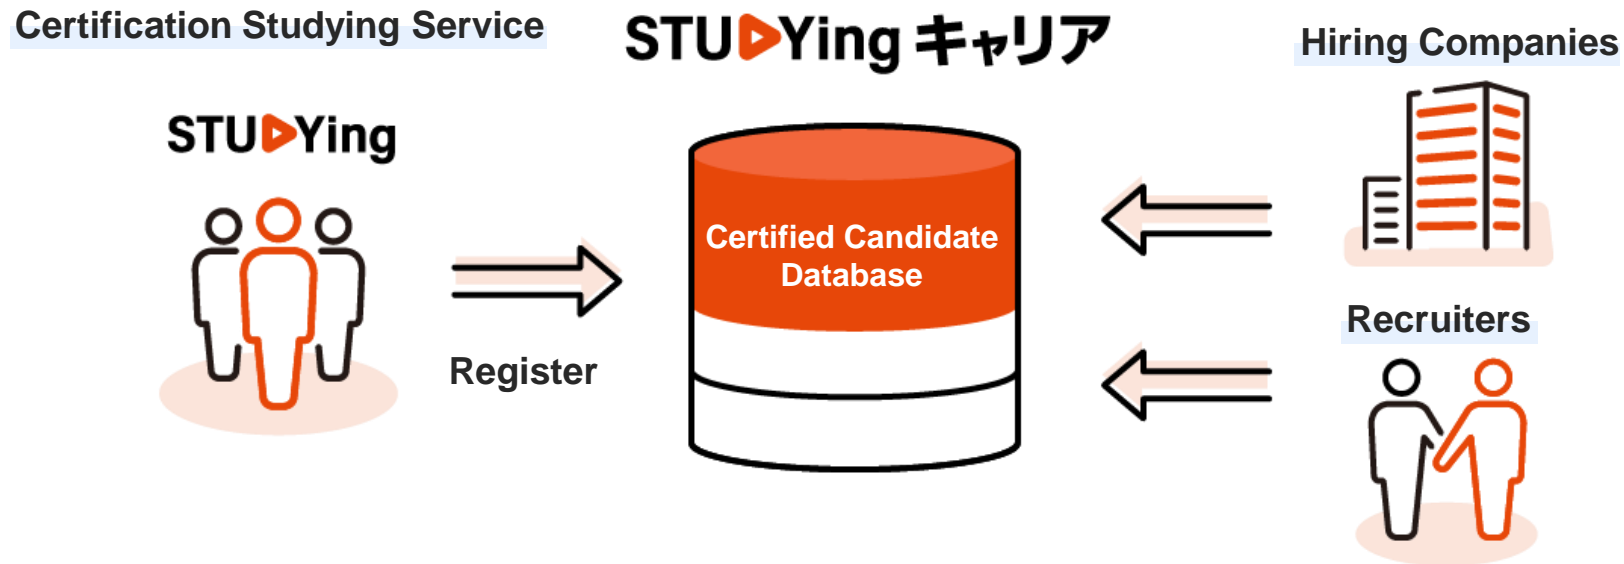 Certification Studying Service
STUDYing
Register
STUDYing キャリア
Certified Candidate
Database
Hiring Companies
Recruiters